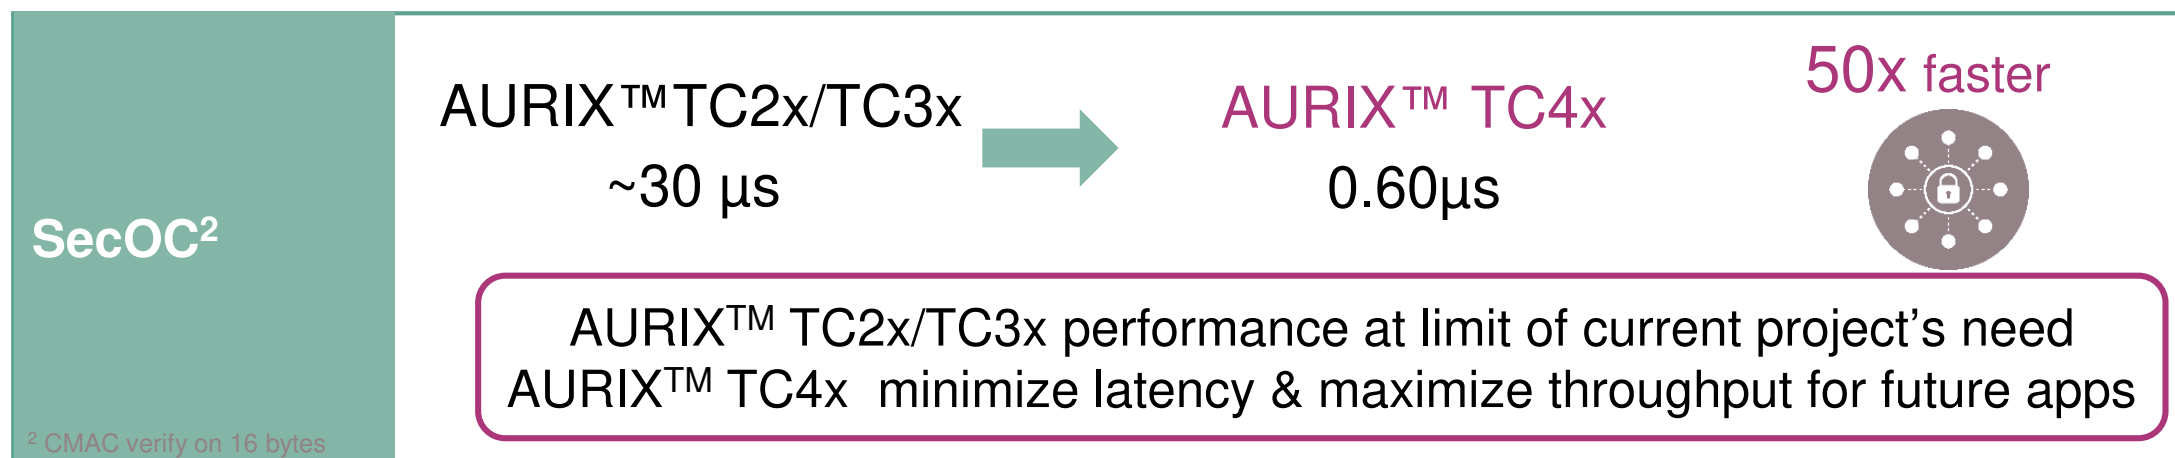 SecOC²
² CMAC verify on 16 bytes
AURIX™TC2x/TC3x
~30 µs
AURIX™ TC4x
0.60µs
50x faster
AURIX™ TC2x/TC3x performance at limit of current project's need
AURIX™ TC4x  minimize latency & maximize throughput for future apps